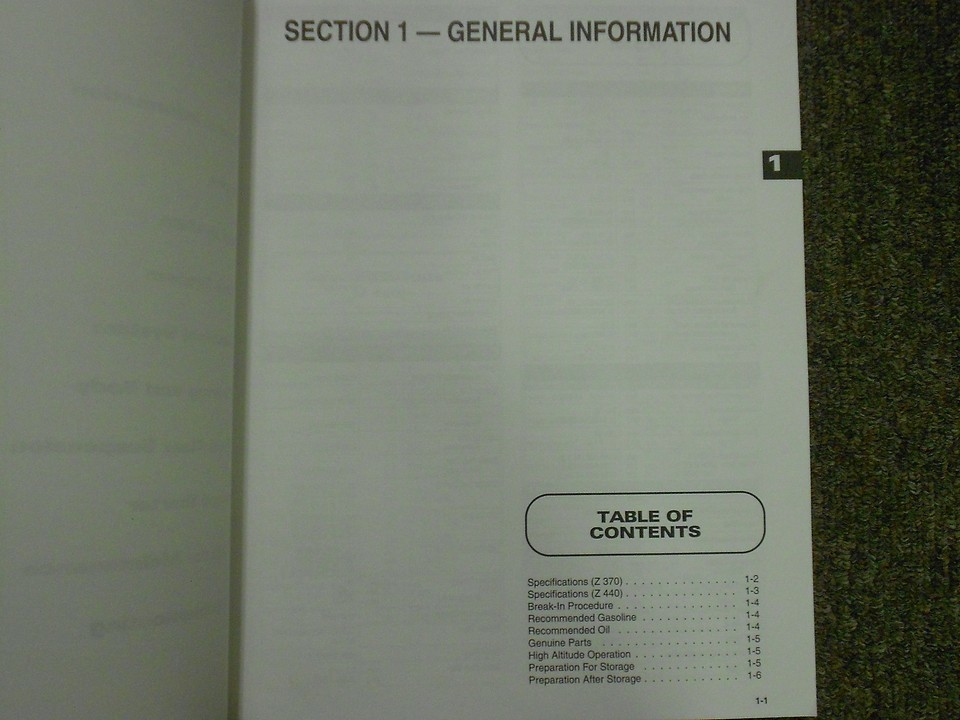 SECTION 1 — GENERAL INFORMATION
1
TABLE OF
CONTENTS
Specifications (Z 370) . . . . . . . . . . . . . . 1-2
Specifications (Z 440) . . . . . . . . . . . . . . 1-3
Break-In Procedure . . . . . . . . . . . . . . . 1-4
Recommended Gasoline . . . . . . . . . . . . 1-4
Recommended Oil . . . . . . . . . . . . . . . 1-4
Genuine Parts . . . . . . . . . . . . . . . . . 1-5
High Altitude Operation . . . . . . . . . . . . . 1-5
Preparation For Storage . . . . . . . . . . . . 1-5
Preparation After Storage . . . . . . . . . . . . 1-6
1-1